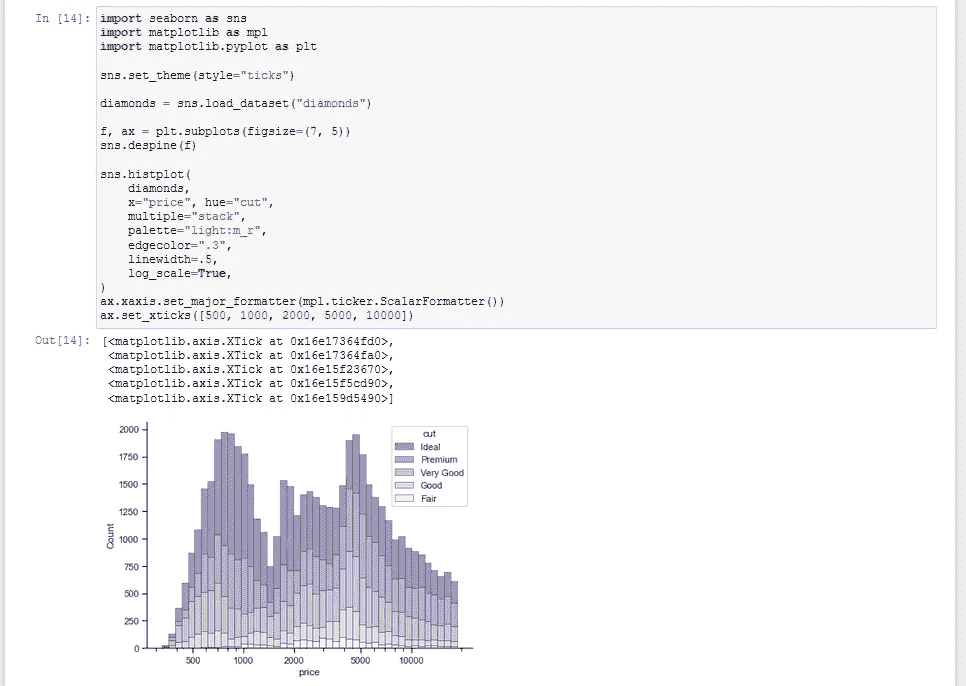 In [14]: import seaborn as sns
import matplotlib as mpl
import matplotlib.pyplot as plt
sns.set_theme(style="ticks")
diamonds = sns.load_dataset("diamonds")
f, ax = plt.subplots(figsize=(7, 5))
sns.despine(f)
sns.histplot(
    diamonds,
    x="price", hue="cut",
    multiple="stack",
    palette="light:m_r",
    edgecolor=".3",
    linewidth=.5,
    log_scale=True,
)
ax.xaxis.set_major_formatter(mpl.ticker.ScalarFormatter())
ax.set_xticks([500, 1000, 2000, 5000, 10000])
Out[14]: [<matplotlib.axis.XTick at 0x16e17364fd0>,
<matplotlib.axis.XTick at 0x16e17364fa0>,
<matplotlib.axis.XTick at 0x16e15f23670>,
<matplotlib.axis.XTick at 0x16e15f5cd90>,
<matplotlib.axis.XTick at 0x16e159d5490>]
2000
1750
1500
1250
1000
750
500
250
0
Count
cut
Ideal
Premium
Very Good
Good
Fair
500 1000 2000 5000 10000
price